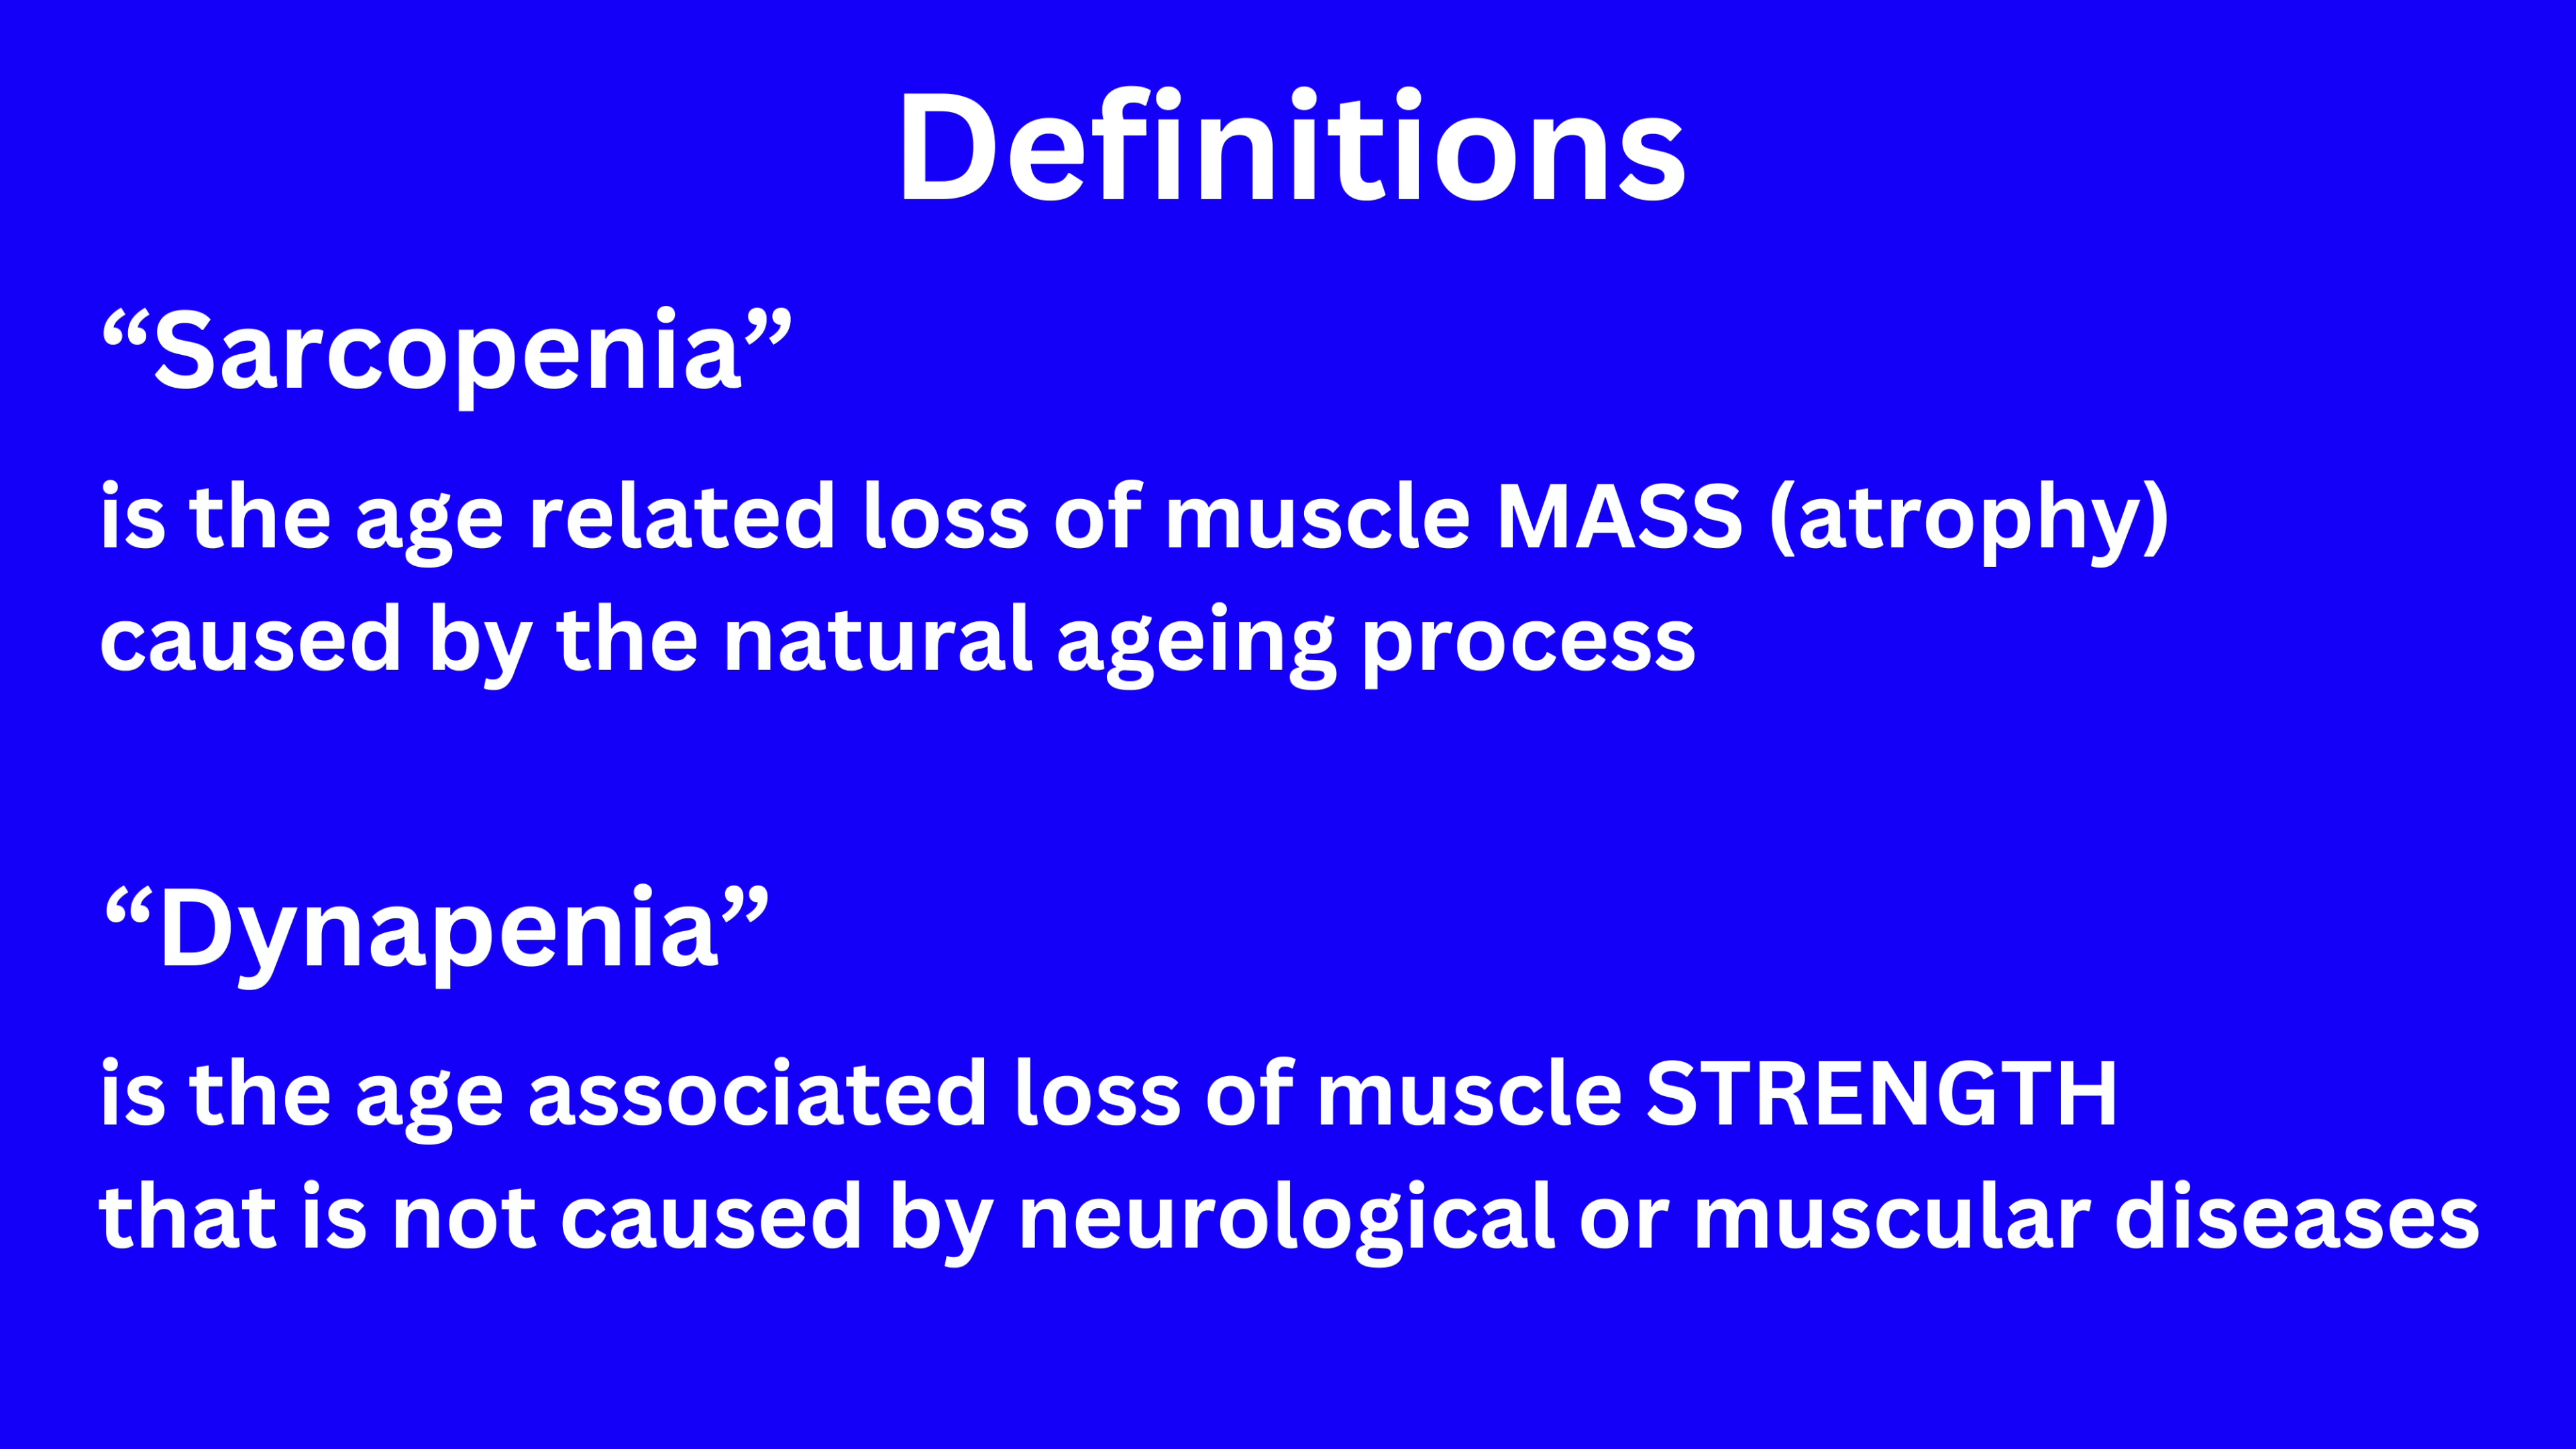 Definitions
“Sarcopenia”
is the age related loss of muscle MASS (atrophy)
caused by the natural ageing process
“Dynapenia”
is the age associated loss of muscle STRENGTH
that is not caused by neurological or muscular diseases